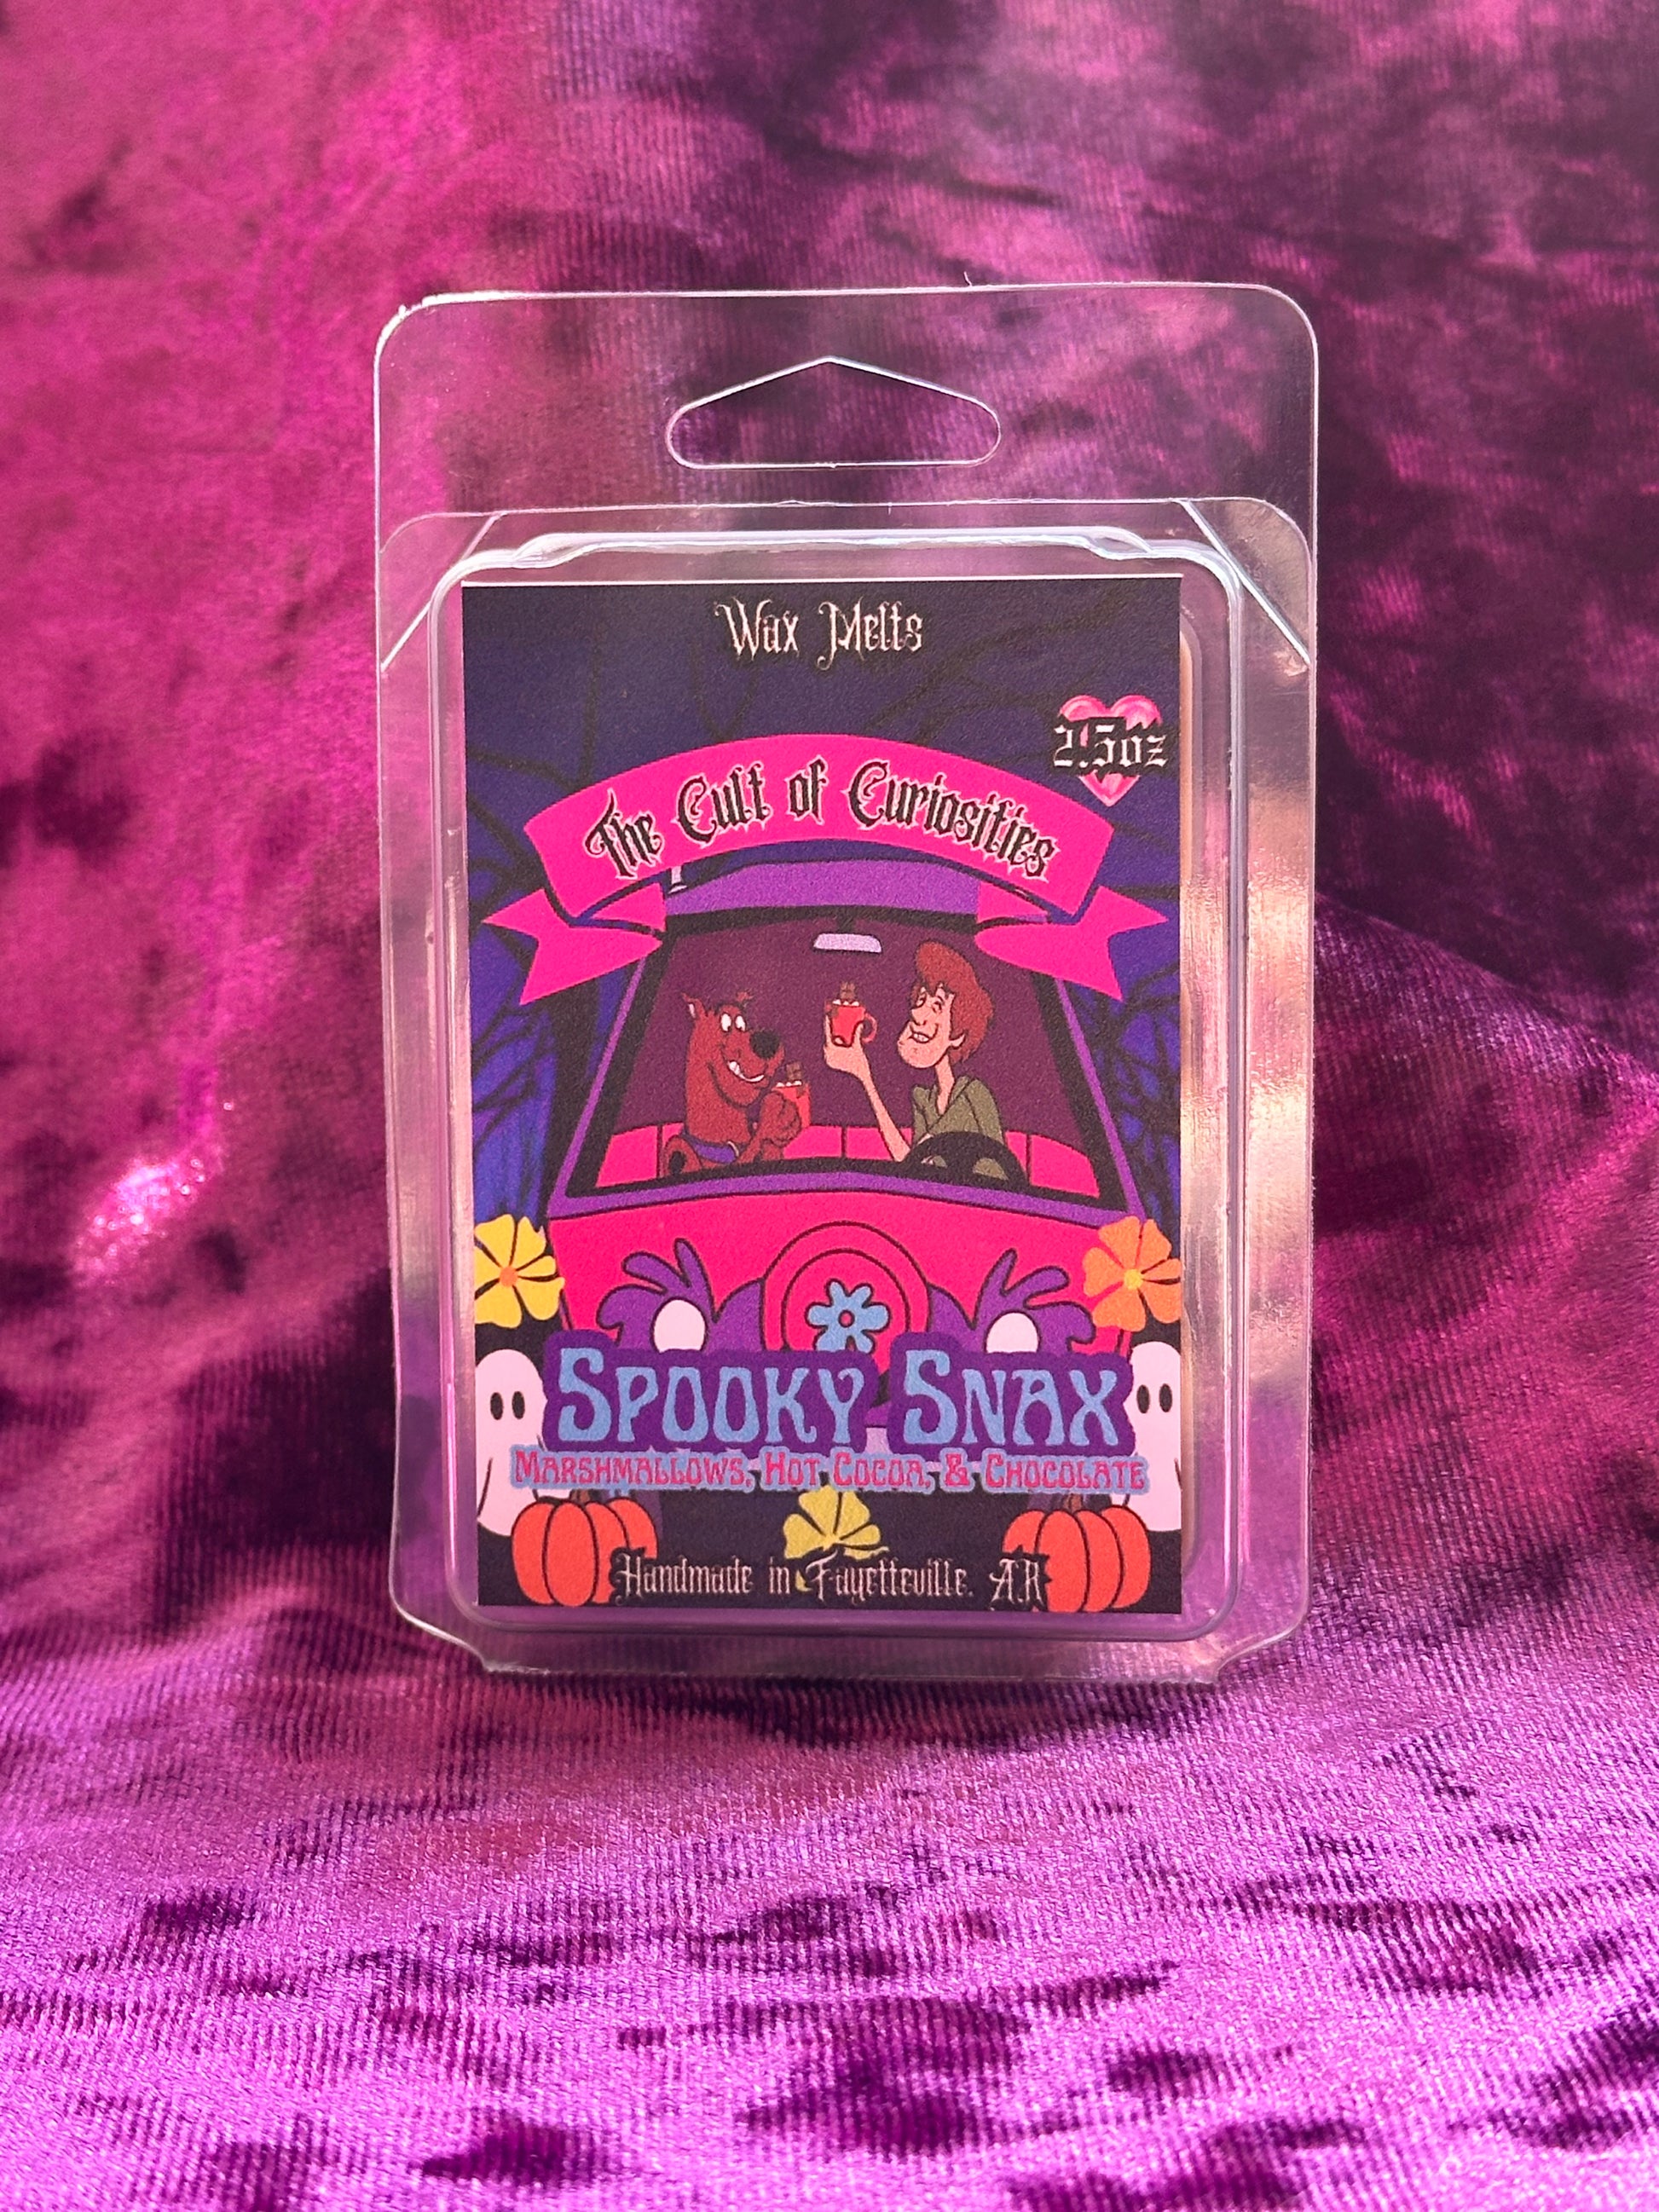 Wax Melts
2.5oz
The Cult of Curiosities
Spooky Snax
Marshmallows, Hot Cocoa, & Chocolate
Handmade in Fayetteville, AR